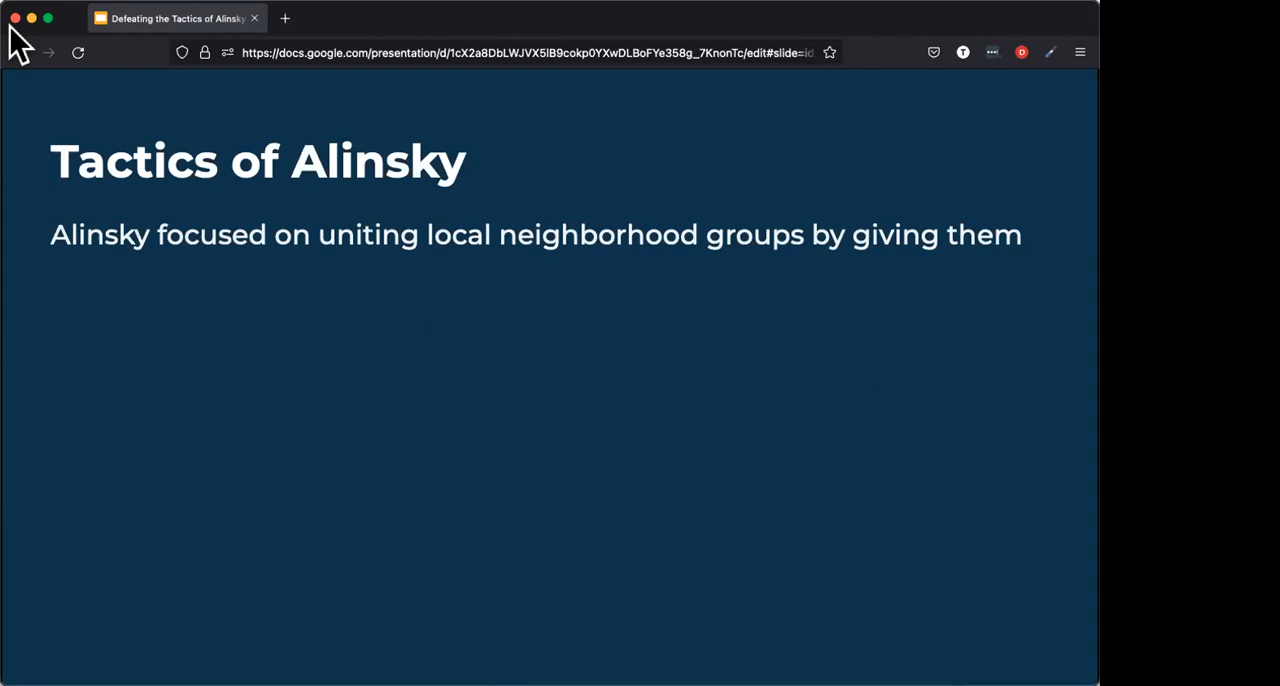 Defeating the Tactics of Alinsky
https://docs.google.com/presentation/d/1cX2a8DbLWJVX5lB9cokp0YXwDLBoFYe358g_7KnonTc/edit#slide=id
T
D
Tactics of Alinsky
Alinsky focused on uniting local neighborhood groups by giving them